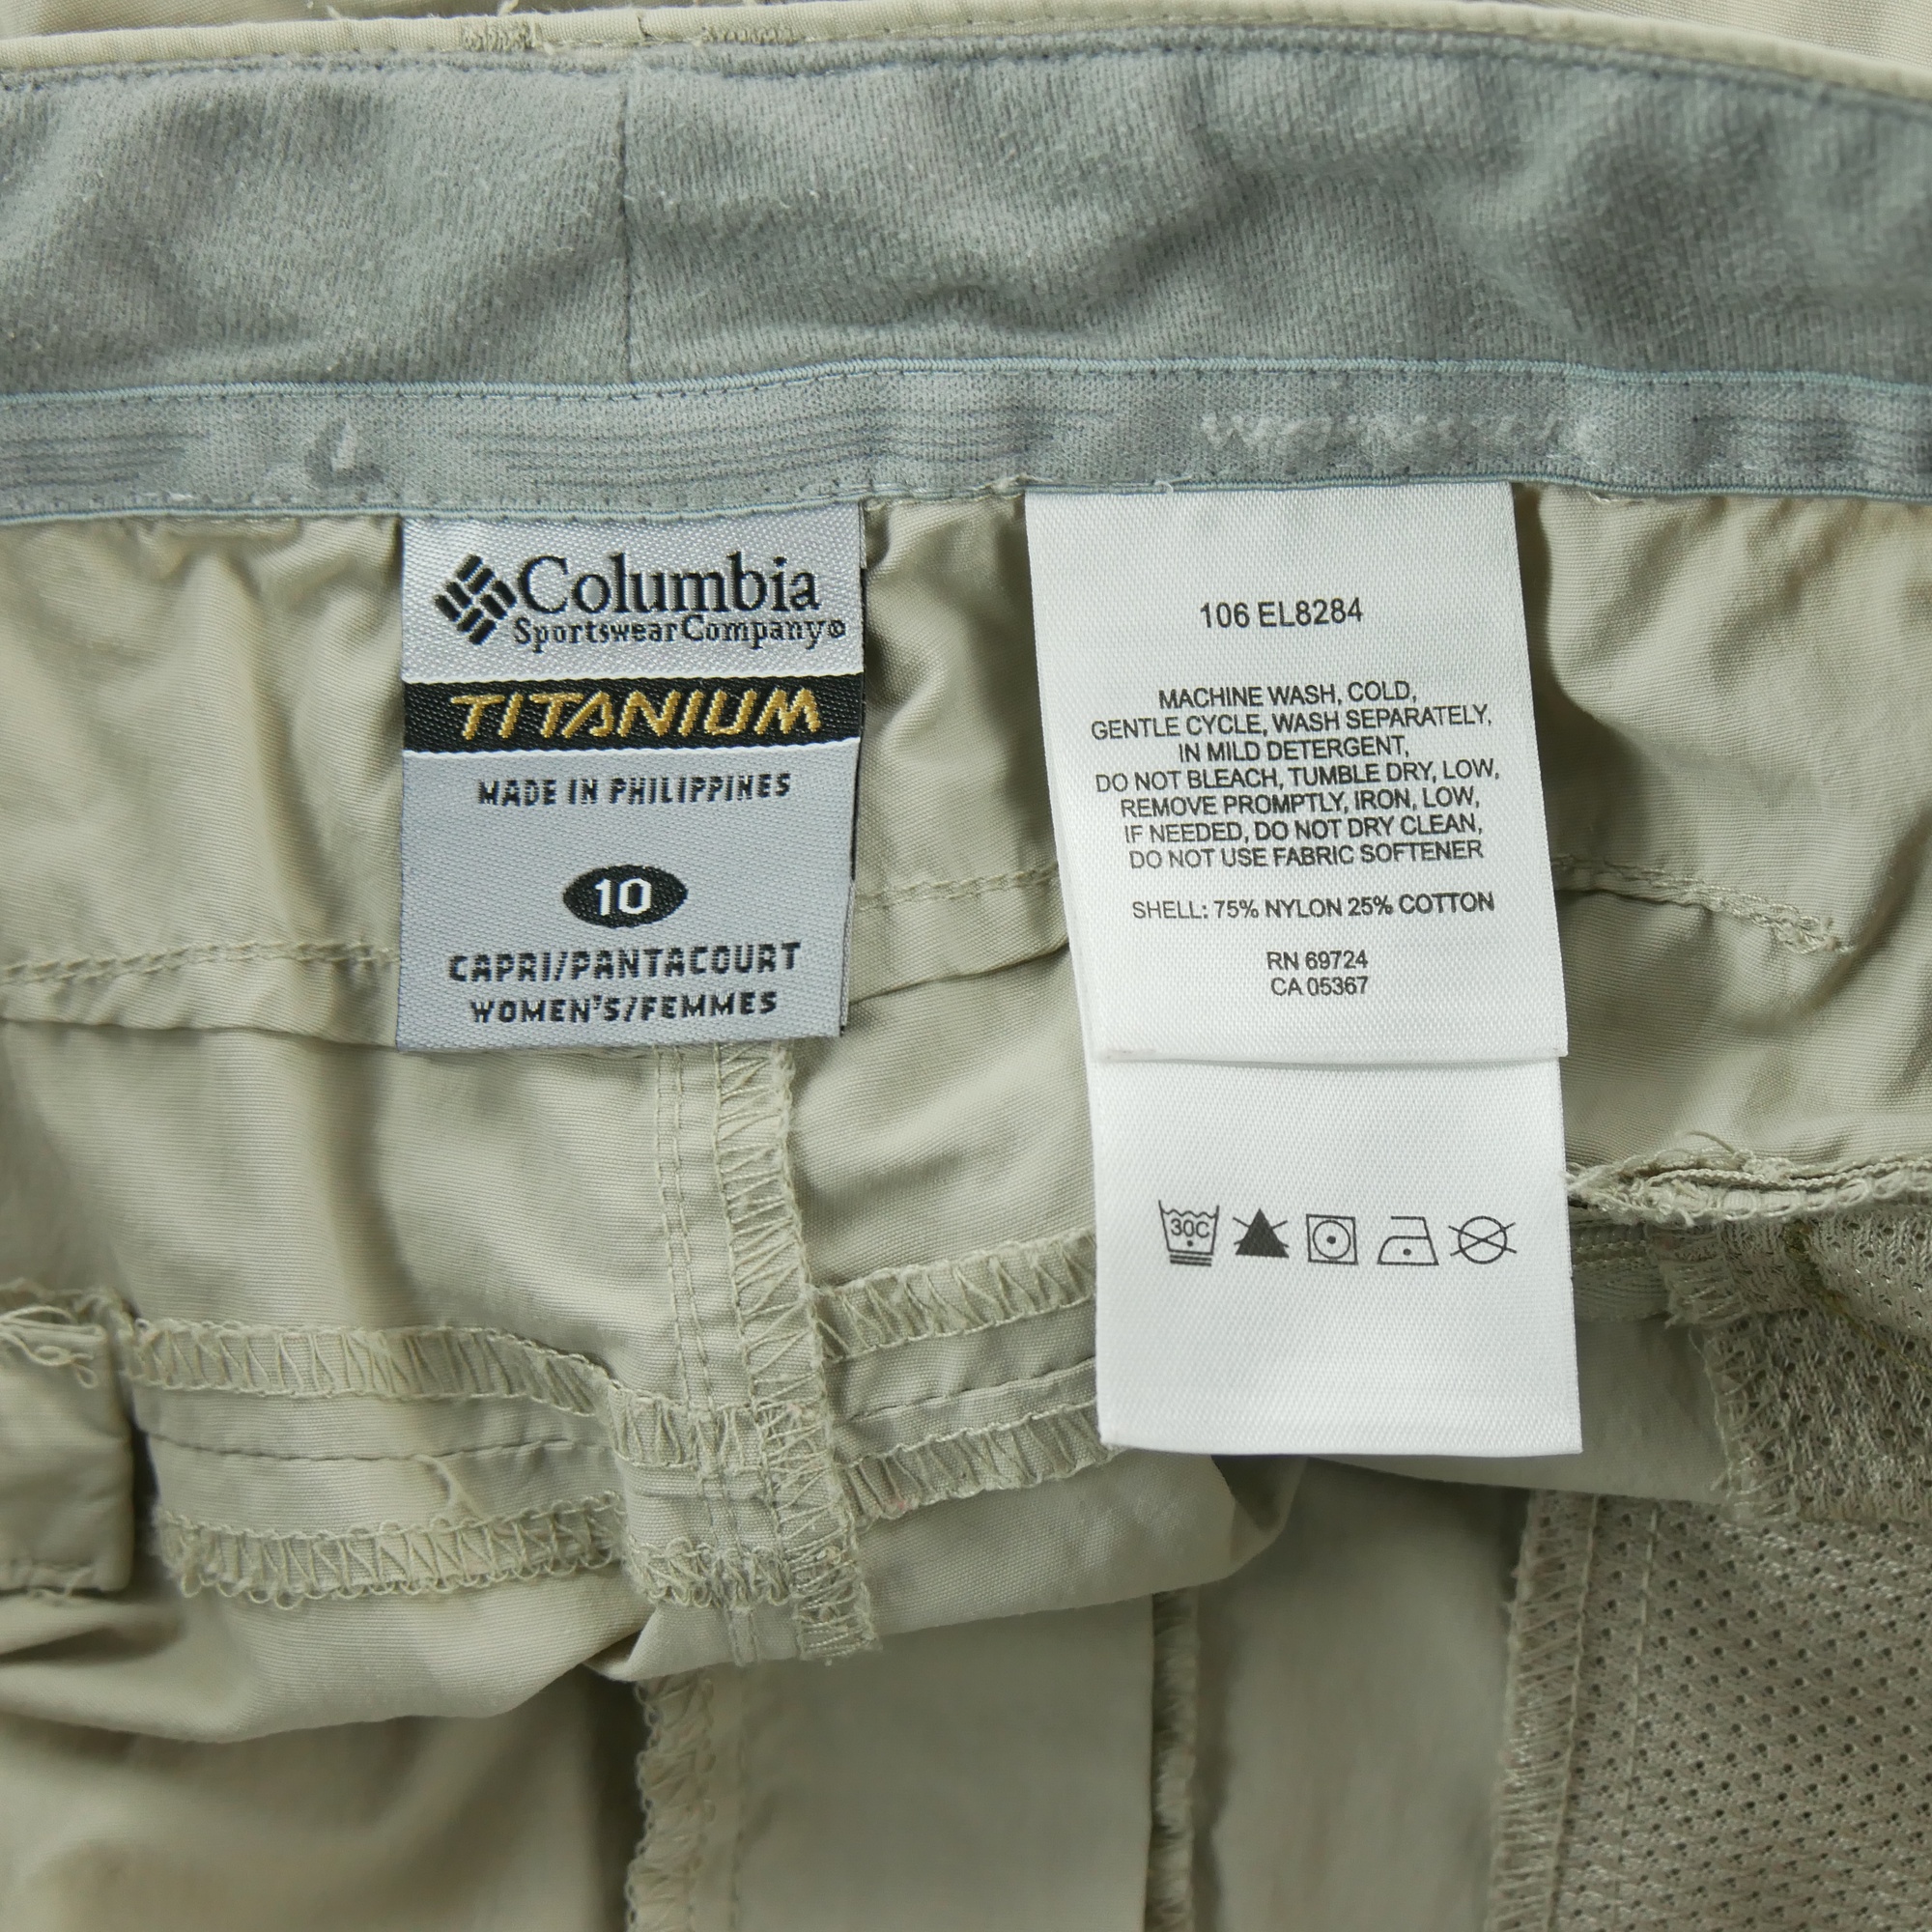 Columbia
Sportswear Company®
TITANIUM
MADE IN PHILIPPINES
10
CAPRI/PANTACOURT
WOMEN'S/FEMMES
106 EL8284
MACHINE WASH, COLD,
GENTLE CYCLE, WASH SEPARATELY,
IN MILD DETERGENT,
DO NOT BLEACH, TUMBLE DRY, LOW,
REMOVE PROMPTLY, IRON, LOW,
IF NEEDED, DO NOT DRY CLEAN,
DO NOT USE FABRIC SOFTENER
SHELL: 75% NYLON 25% COTTON
RN 69724
CA 05367
30C